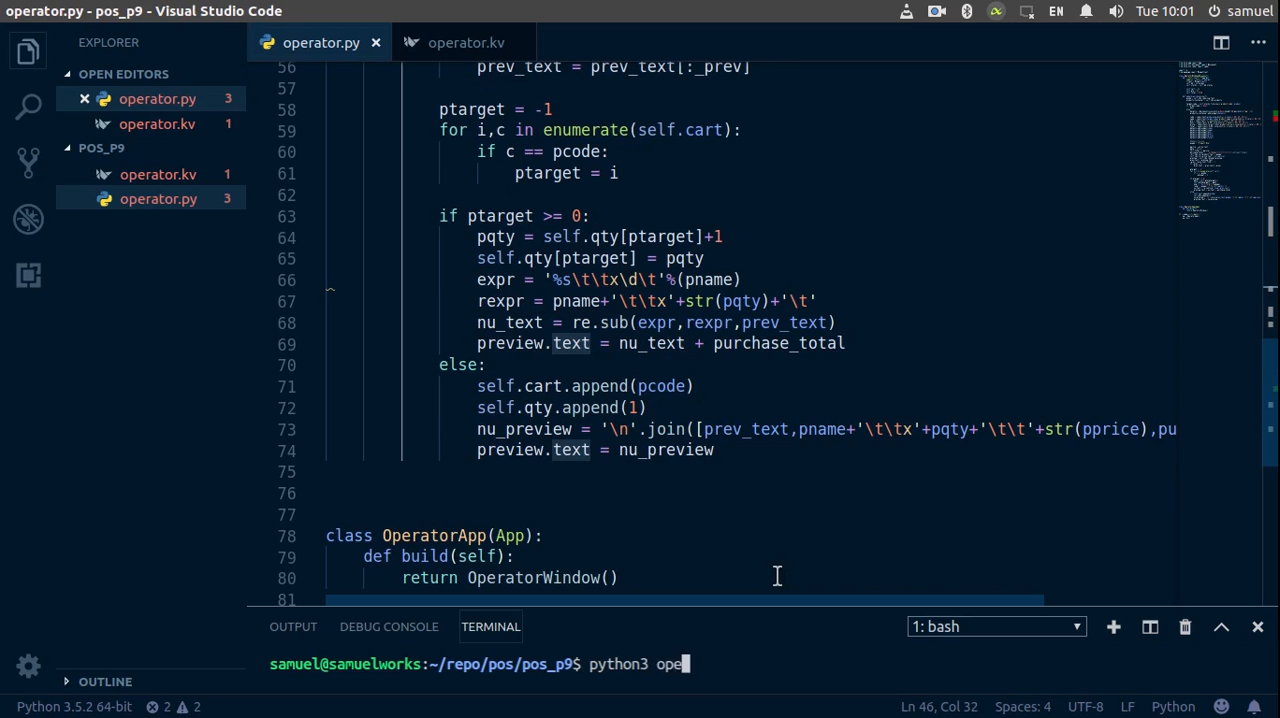 operator.py - pos_p9 - Visual Studio Code
EN
Tue 10:01
samuel
EXPLORER
OPEN EDITORS
operator.py 3
operator.kv 1
POS_P9
operator.kv 1
operator.py 3
OUTLINE
operator.py
operator.kv
56 prev_text = prev_text[:_prev]
57
58 ptarget = -1
59 for i,c in enumerate(self.cart):
60 if c == pcode:
61 ptarget = i
62
63 if ptarget >= 0:
64 pqty = self.qty[ptarget]+1
65 self.qty[ptarget] = pqty
66 expr = '%s\t\tx\d\t'%(pname)
67 rexpr = pname+'\t\tx'+str(pqty)+'\t'
68 nu_text = re.sub(expr,rexpr,prev_text)
69 preview.text = nu_text + purchase_total
70 else:
71 self.cart.append(pcode)
72 self.qty.append(1)
73 nu_preview = '\n'.join([prev_text,pname+'\t\tx'+pqty+'\t\t'+str(pprice),pu
74 preview.text = nu_preview
75
76
77
78 class OperatorApp(App):
79 def build(self):
80 return OperatorWindow()
81
OUTPUT DEBUG CONSOLE TERMINAL 1: bash
samuel@samuelworks:~/repo/pos/pos_p9$ python3 ope
Python 3.5.2 64-bit 2 2 Ln 46, Col 32 Spaces: 4 UTF-8 LF Python